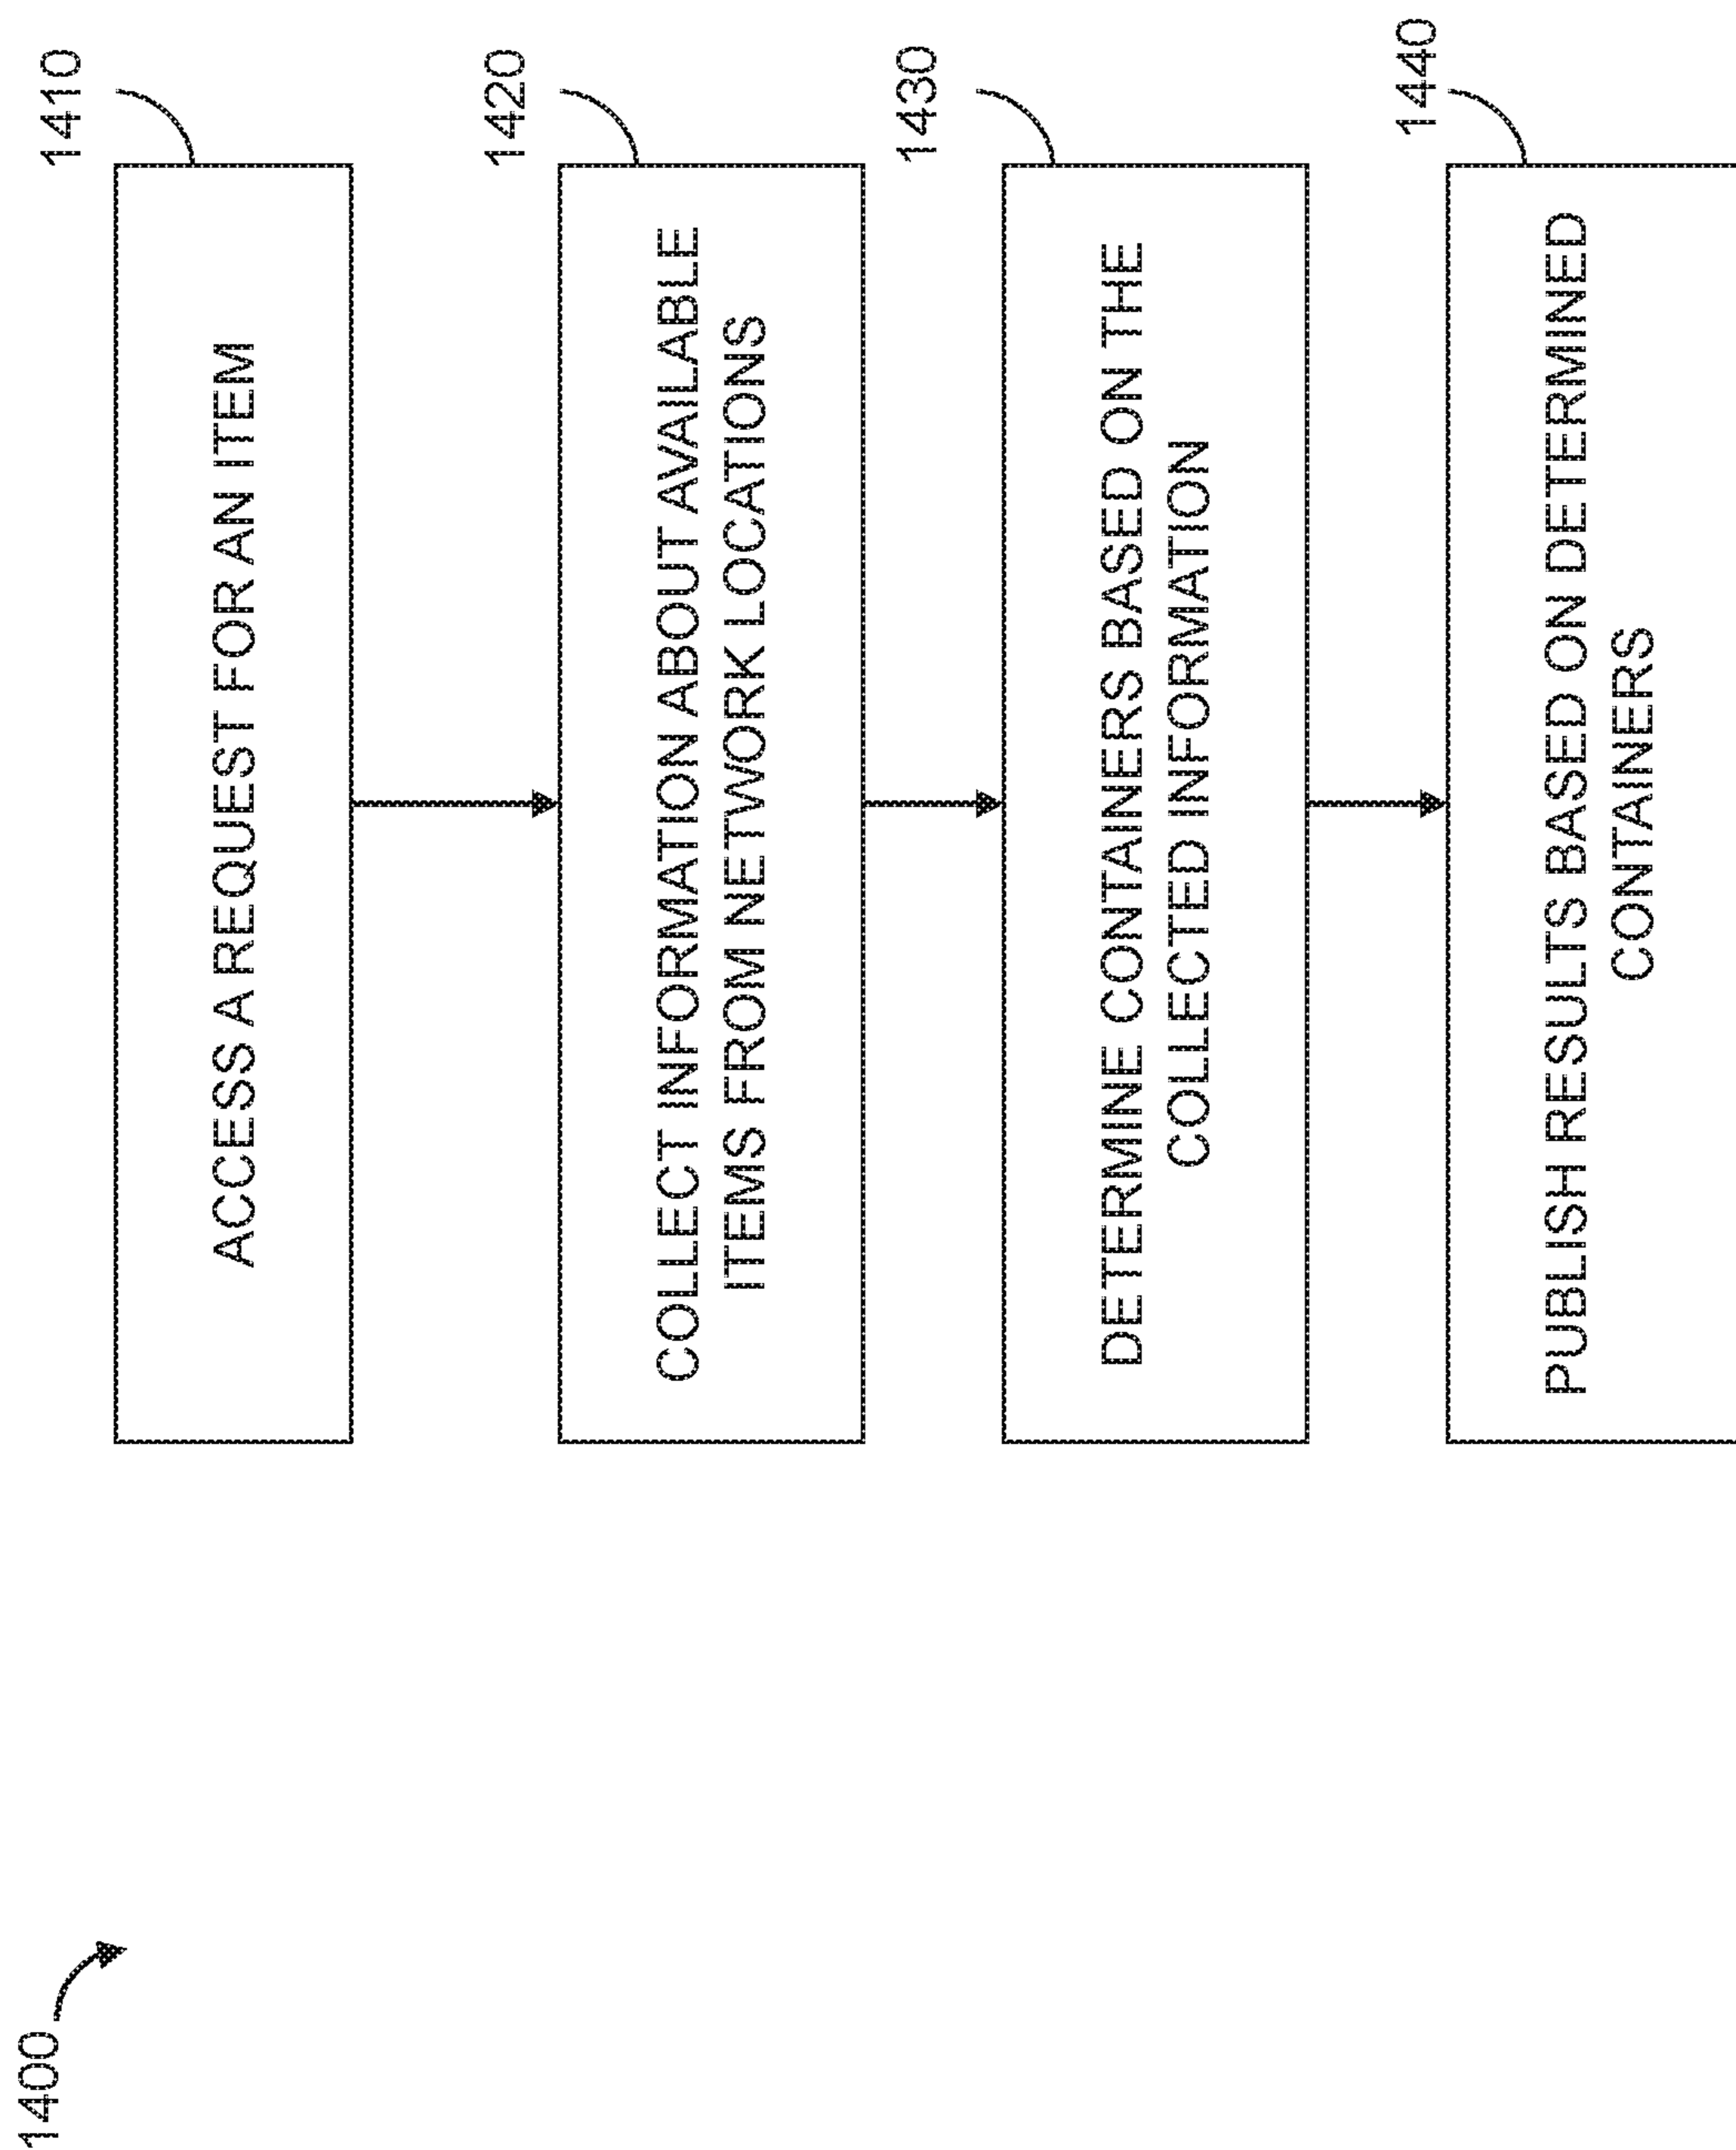 1400
1410
ACCESS A REQUEST FOR AN ITEM
1420
COLLECT INFORMATION ABOUT AVAILABLE
ITEMS FROM NETWORK LOCATIONS
1430
DETERMINE CONTAINERS BASED ON THE
COLLECTED INFORMATION
1440
PUBLISH RESULTS BASED ON DETERMINED
CONTAINERS